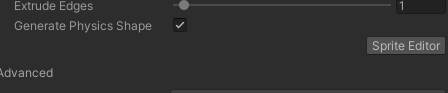 Extrude Edges 1
Generate Physics Shape
Sprite Editor
Advanced